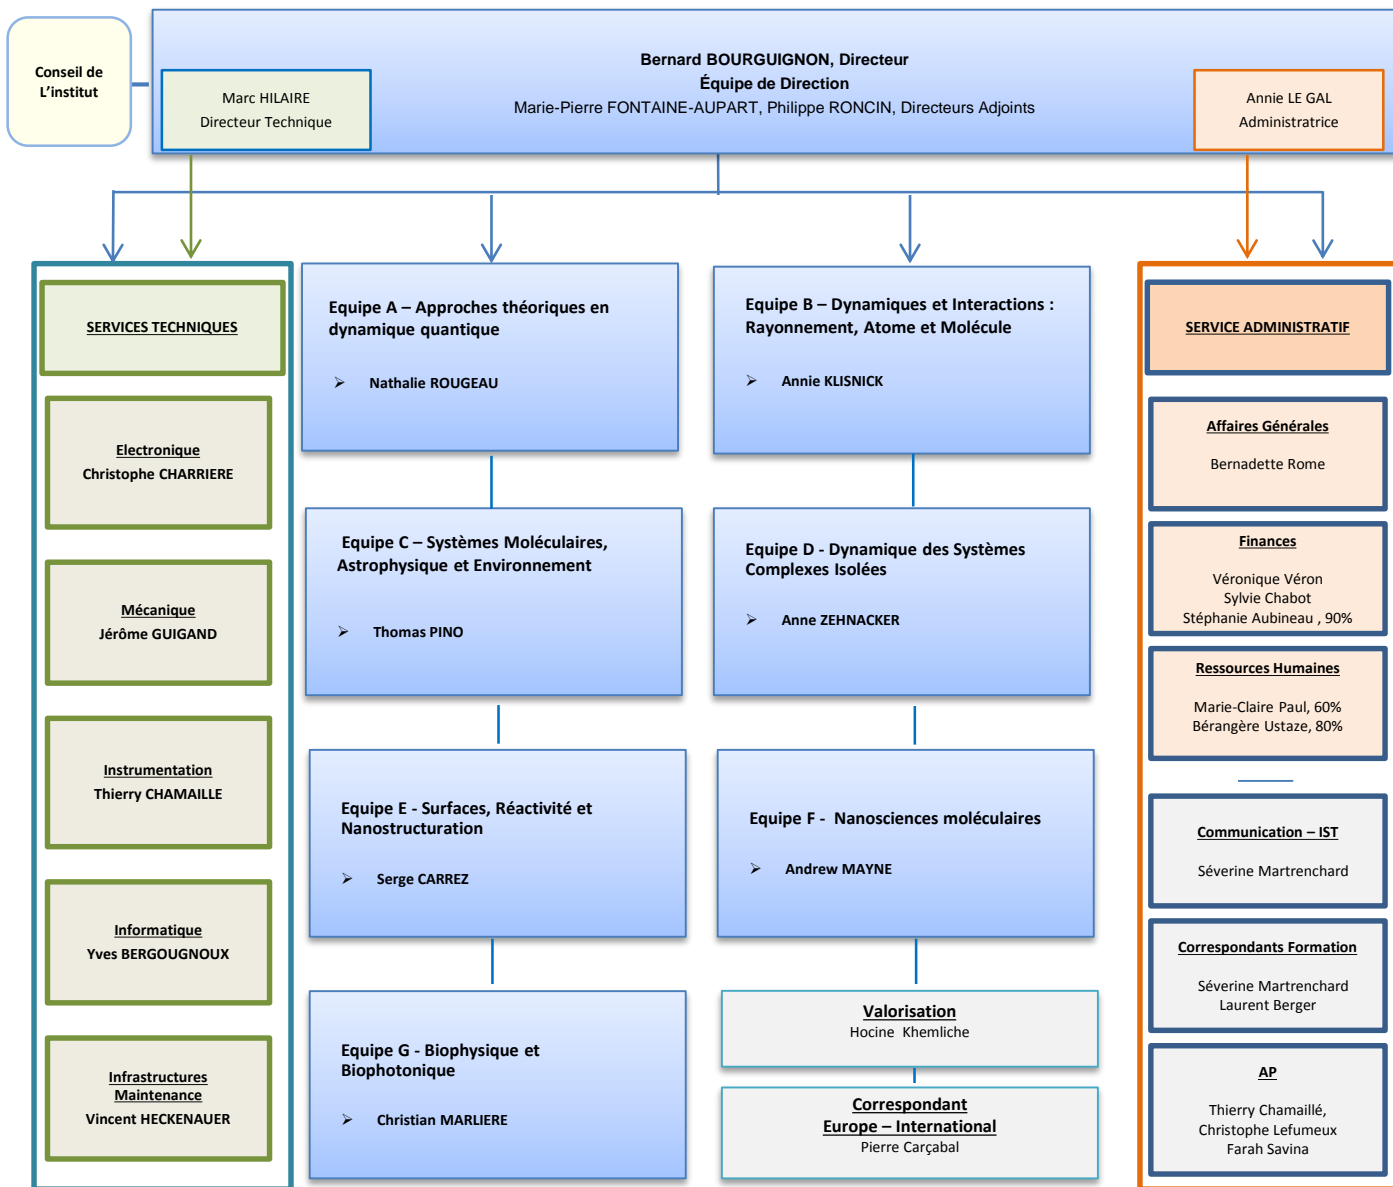 Conseil de
L’institut
Bernard BOURGUIGNON, Directeur
Équipe de Direction
Marie-Pierre FONTAINE-AUPART, Philippe RONCIN, Directeurs Adjoints
Marc HILAIRE
Directeur Technique
Annie LE GAL
Administratrice
SERVICES TECHNIQUES
Electronique
Christophe CHARRIERE
Mécanique
Jérôme GUIGAND
Instrumentation
Thierry CHAMAILLE
Informatique
Yves BERGOUGNOUX
Infrastructures
Maintenance
Vincent HECKENAUER
Equipe A – Approches théoriques en
dynamique quantique
➢ Nathalie ROUGEAU
Equipe B – Dynamiques et Interactions :
Rayonnement, Atome et Molécule
➢ Annie KLISNICK
Equipe C – Systèmes Moléculaires,
Astrophysique et Environnement
➢ Thomas PINO
Equipe D - Dynamique des Systèmes
Complexes Isolées
➢ Anne ZEHNACKER
Equipe E - Surfaces, Réactivité et
Nanostructuration
➢ Serge CARREZ
Equipe F - Nanosciences moléculaires
➢ Andrew MAYNE
Equipe G - Biophysique et
Biophotonique
➢ Christian MARLIERE
Valorisation
Hocine Khemliche
Correspondant
Europe – International
Pierre Carçabal
SERVICE ADMINISTRATIF
Affaires Générales
Bernadette Rome
Finances
Véronique Véron
Sylvie Chabot
Stéphanie Aubineau , 90%
Ressources Humaines
Marie-Claire Paul, 60%
Bérangère Ustaze, 80%
Communication – IST
Séverine Martrenchard
Correspondants Formation
Séverine Martrenchard
Laurent Berger
AP
Thierry Chamaillé,
Christophe Lefumeux
Farah Savina